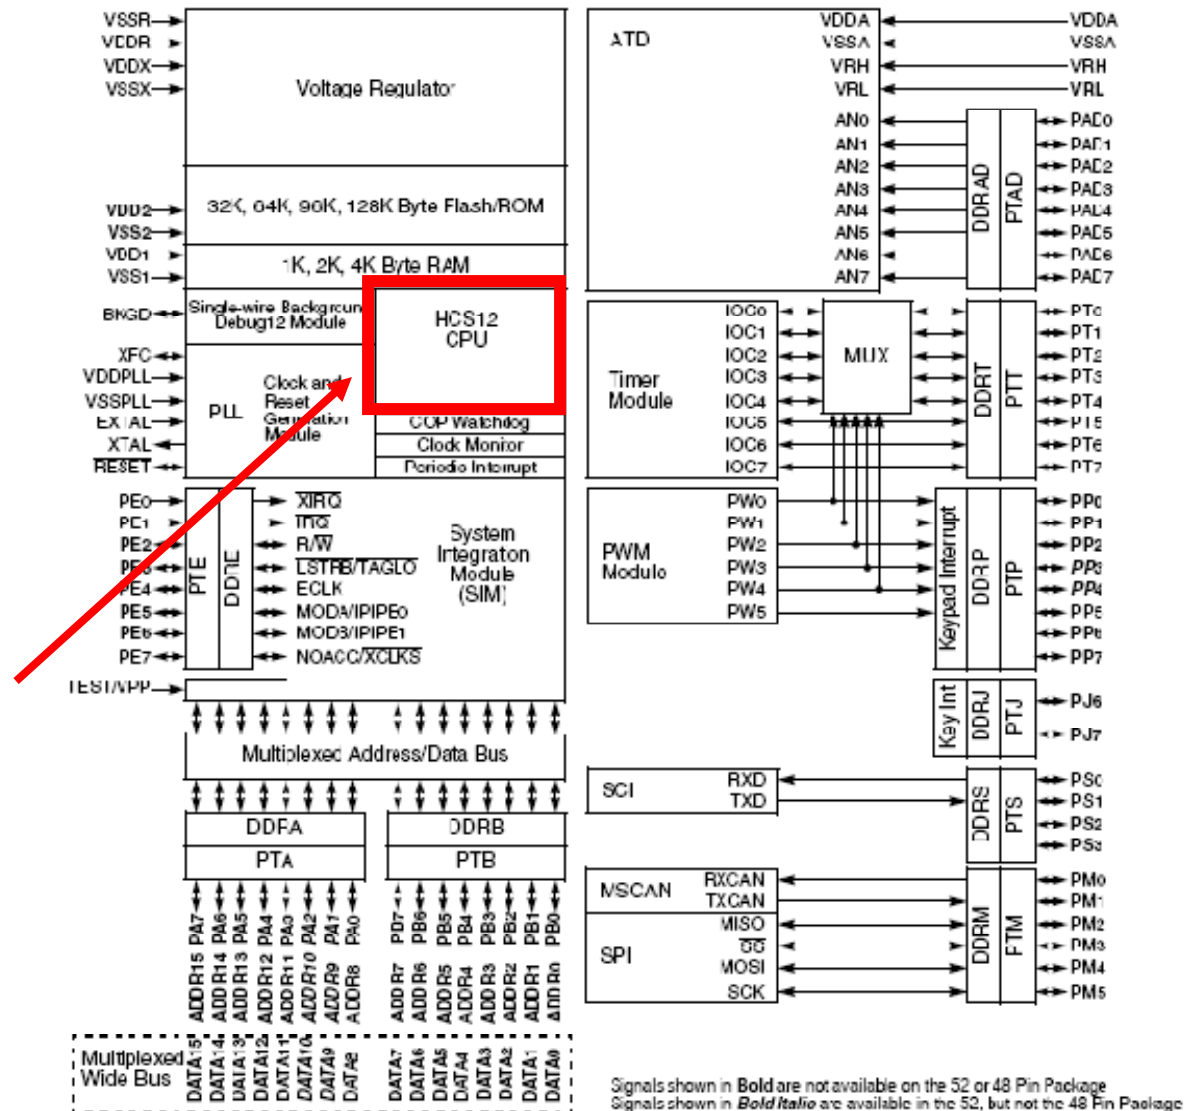 VSSR
VDDR
VDDX
VSSX
Voltage Regulator
VDD2
VSS2
32K, 64K, 96K, 128K Byte Flash/ROM
VDD1
VSS1
1K, 2K, 4K Byte RAM
BKGD
Single-wire Background
Debug12 Module
HCS12
CPU
XFC
VDDPLL
VSSPLL
EXTAL
XTAL
RESET
PLL
Clock and
Reset
Generation
Module
COP Watchdog
Clock Monitor
Periodic Interrupt
PE0
PE1
PE2
PE3
PE4
PE5
PE6
PE7
PTE
DDRE
XIRQ
IRQ
R/W
LSTRB/TAGLO
ECLK
MODA/IPIPE0
MODB/IPIPE1
NOACC/XCLKS
System
Integration
Module
(SIM)
TEST/VPP
Multiplexed Address/Data Bus
DDRA
DDRB
PTA
PTB
PA7
PA6
PA5
PA4
PA3
PA2
PA1
PA0
PB7
PB6
PB5
PB4
PB3
PB2
PB1
PB0
ADDR15
ADDR14
ADDR13
ADDR12
ADDR11
ADDR10
ADDR9
ADDR8
ADDR7
ADDR6
ADDR5
ADDR4
ADDR3
ADDR2
ADDR1
ADDR0
Multiplexed
Wide Bus
DATA15
DATA14
DATA13
DATA12
DATA11
DATA10
DATA9
DATA8
DATA7
DATA6
DATA5
DATA4
DATA3
DATA2
DATA1
DATA0
ATD
VDDA
VSSA
VRH
VRL
VDDA
VSSA
VRH
VRL
AN0
AN1
AN2
AN3
AN4
AN5
AN6
AN7
DDRAD
PTAD
PAD0
PAD1
PAD2
PAD3
PAD4
PAD5
PAD6
PAD7
Timer
Module
IOC0
IOC1
IOC2
IOC3
IOC4
IOC5
IOC6
IOC7
MUX
DDRT
PTT
PT0
PT1
PT2
PT3
PT4
PT5
PT6
PT7
PWM
Module
PW0
PW1
PW2
PW3
PW4
PW5
Keypad Interrupt
DDRP
PTP
PP0
PP1
PP2
PP3
PP4
PP5
PP6
PP7
Key Int
DDRJ
PTJ
PJ6
PJ7
SCI
RXD
TXD
DDRS
PTS
PS0
PS1
PS2
PS3
MSCAN
RXCAN
TXCAN
SPI
MISO
MOSI
SCK
DDRM
PTM
PM0
PM1
PM2
PM3
PM4
PM5
Signals shown in Bold are not available on the 52 or 48 Pin Package
Signals shown in Bold Italic are available in the 52, but not the 48 Pin Package